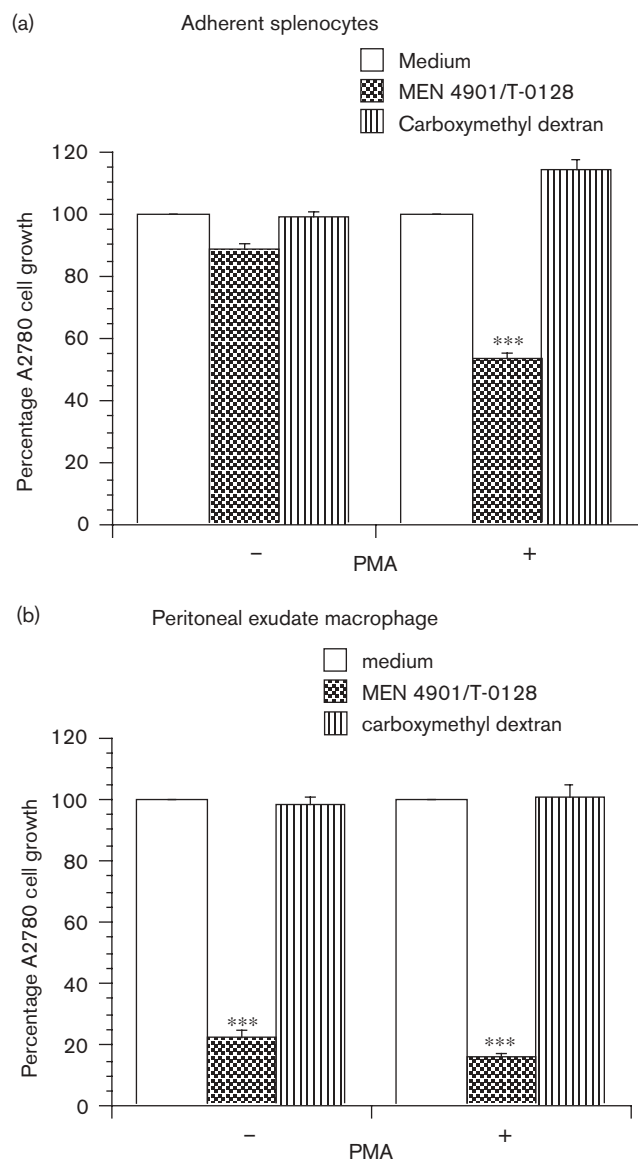 (a)
Adherent splenocytes
Medium
MEN 4901/T-0128
Carboxymethyl dextran
120
100
80
60
40
20
0
Percentage A2780 cell growth
***
− +
PMA
(b)
Peritoneal exudate macrophage
medium
MEN 4901/T-0128
carboxymethyl dextran
120
100
80
60
40
20
0
Percentage A2780 cell growth
***
***
− +
PMA